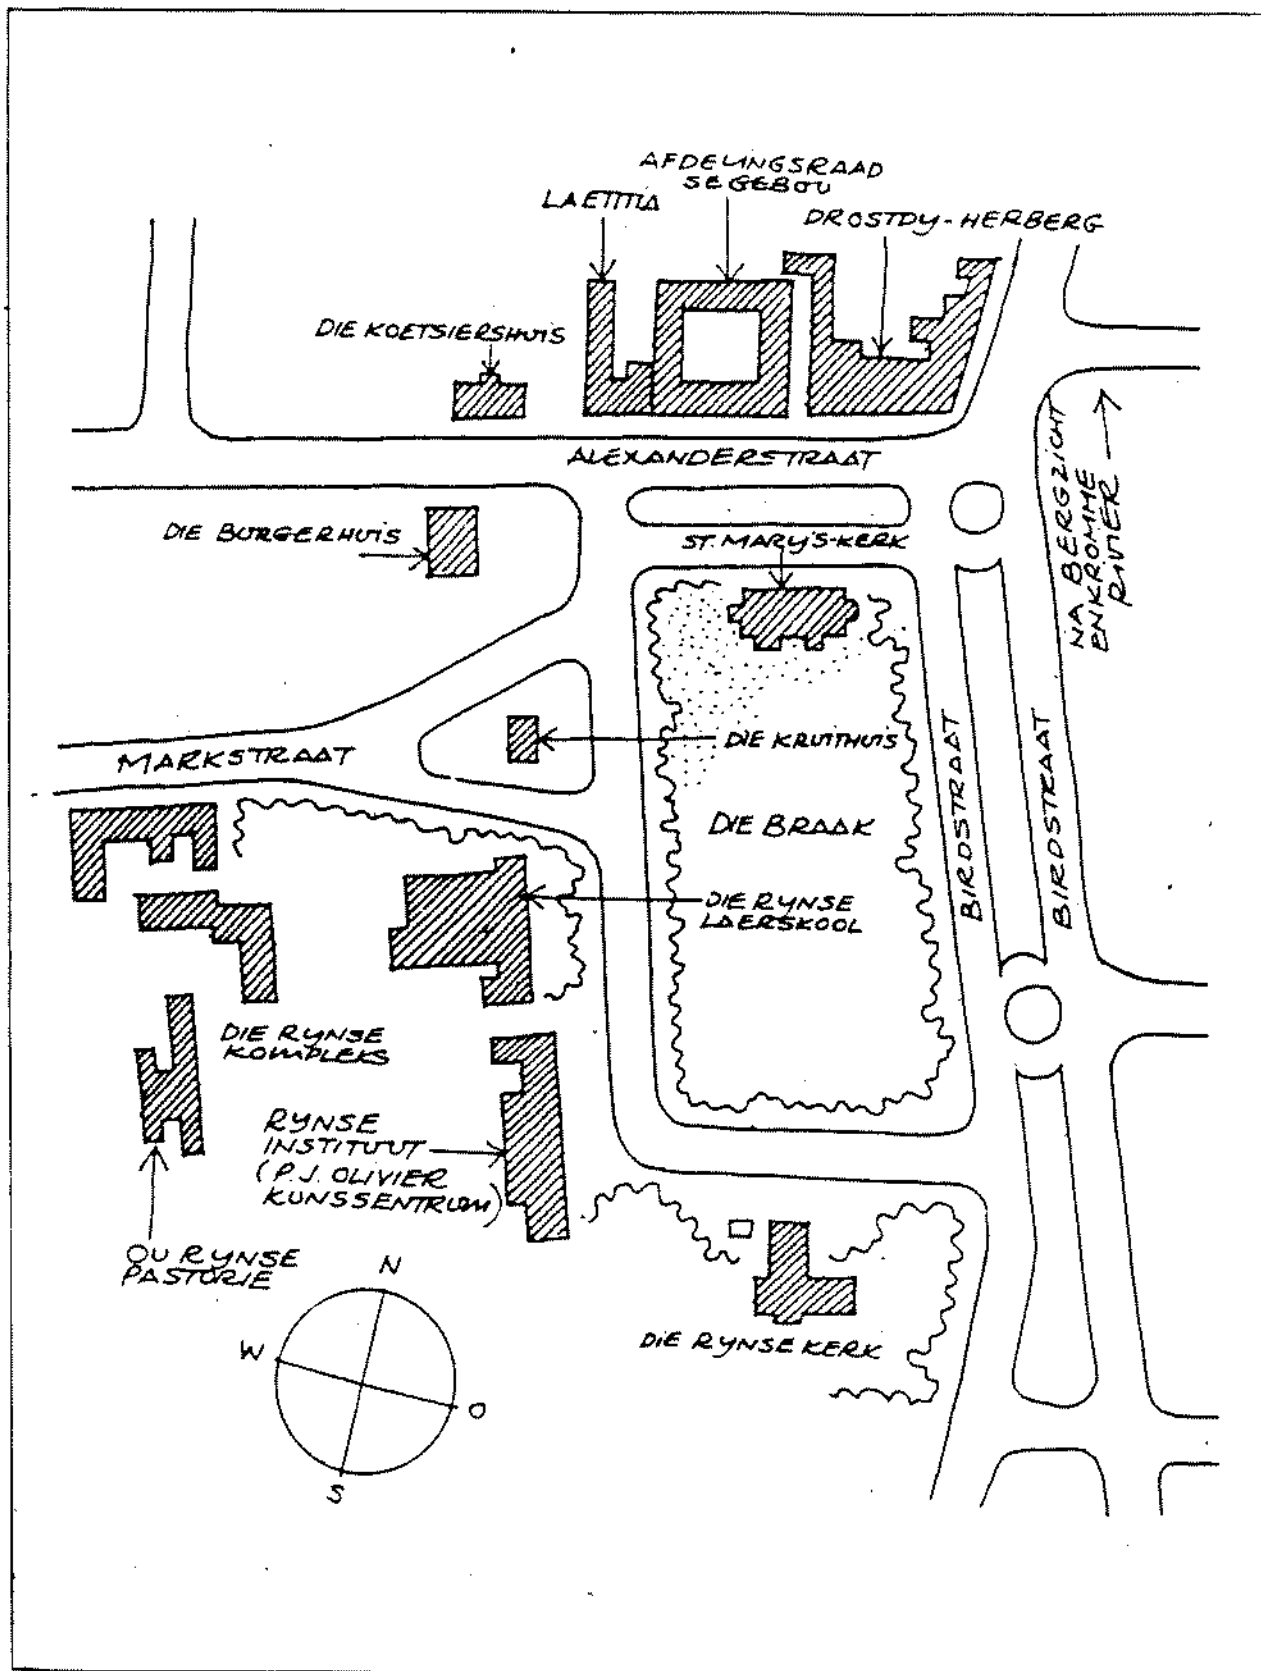 AFDELINGSRAAD
SE GEBOU
LAETITIA
DROSTDY-HERBERG
DIE KOETSIERSHUIS
ALEXANDERSTRAAT
DIE BURGERHUIS
ST. MARY'S-KERK
NA BERGZICHT
EN KROMME
RIVIER
MARKSTRAAT
DIE KRUITHUIS
DIE BRAAK
BIRDSTRAAT
BIRDSTRAAT
DIE RYNSE
LAERSKOOL
DIE RYNSE
KOMPLEKS
RYNSE
INSTITUUT
(P.J. OLIVIER
KUNSSENTRUM)
OU RYNSE
PASTORIE
N
W
O
S
DIE RYNSE KERK